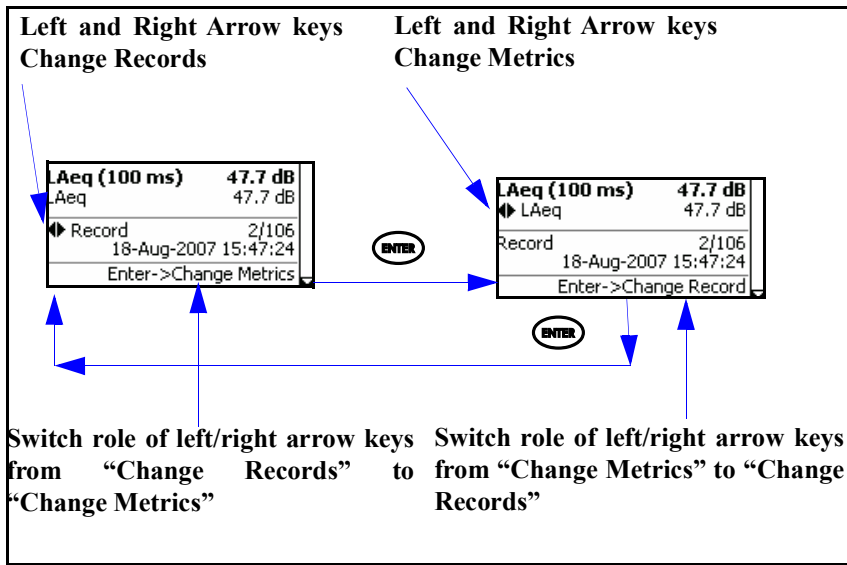 Left and Right Arrow keys
Change Records
Left and Right Arrow keys
Change Metrics
LAeq (100 ms) 47.7 dB
LAeq 47.7 dB
Record 2/106
18-Aug-2007 15:47:24
Enter->Change Metrics
ENTER
LAeq (100 ms) 47.7 dB
LAeq 47.7 dB
Record 2/106
18-Aug-2007 15:47:24
Enter->Change Record
ENTER
Switch role of left/right arrow keys
from “Change Records” to
“Change Metrics”
Switch role of left/right arrow keys
from “Change Metrics” to “Change
Records”